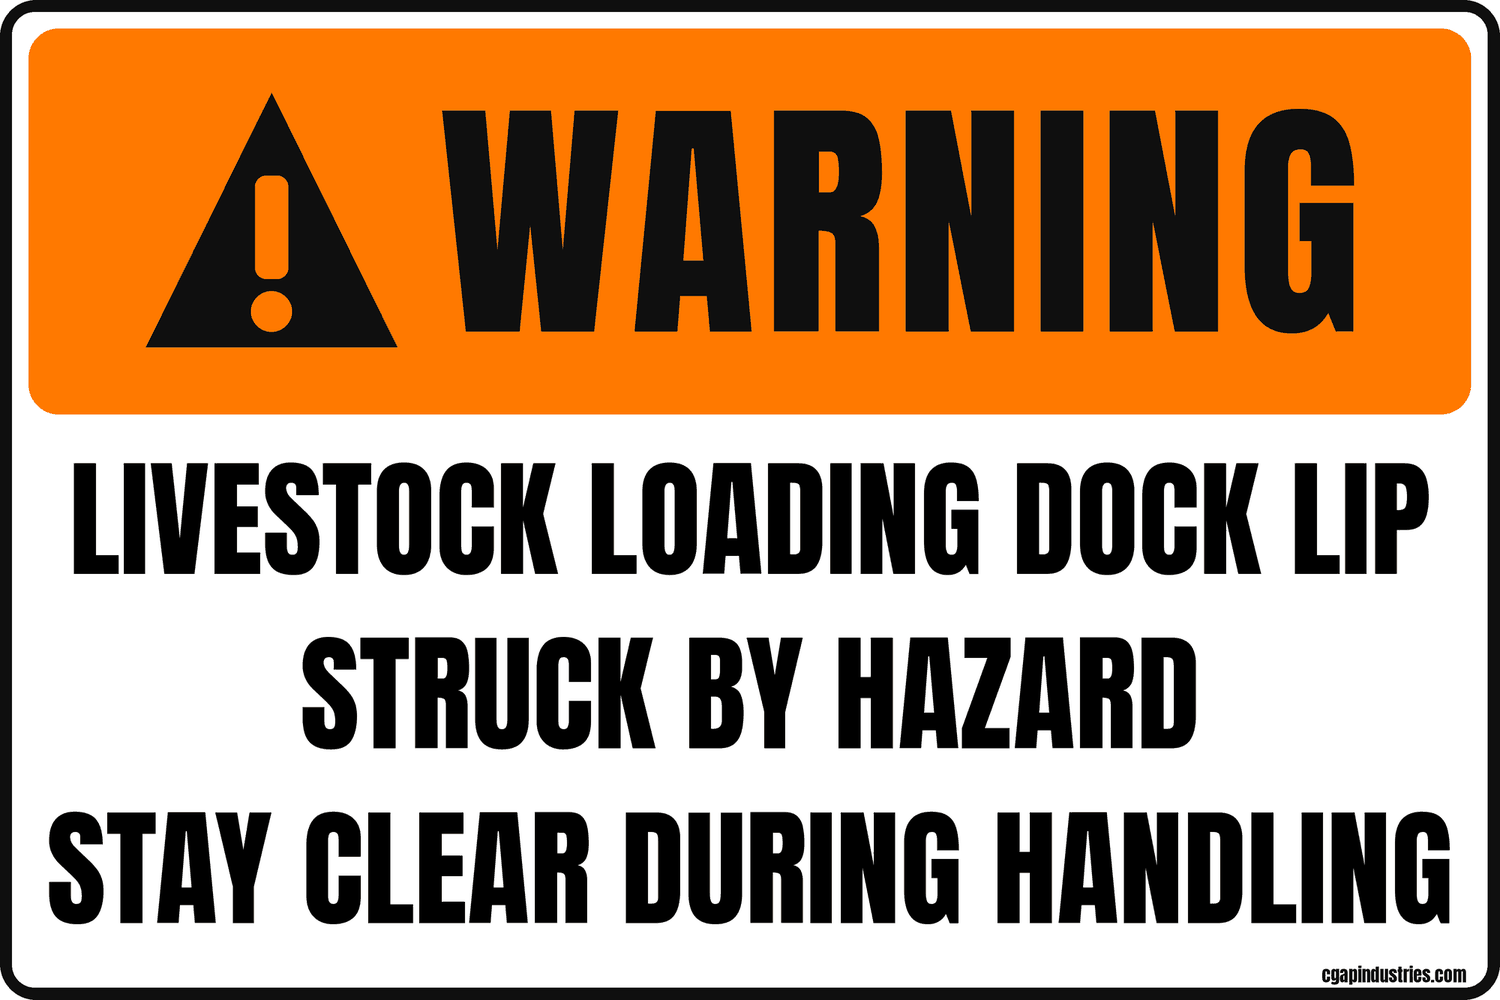 WARNING
LIVESTOCK LOADING DOCK LIP
STRUCK BY HAZARD
STAY CLEAR DURING HANDLING
cgapindustries.com